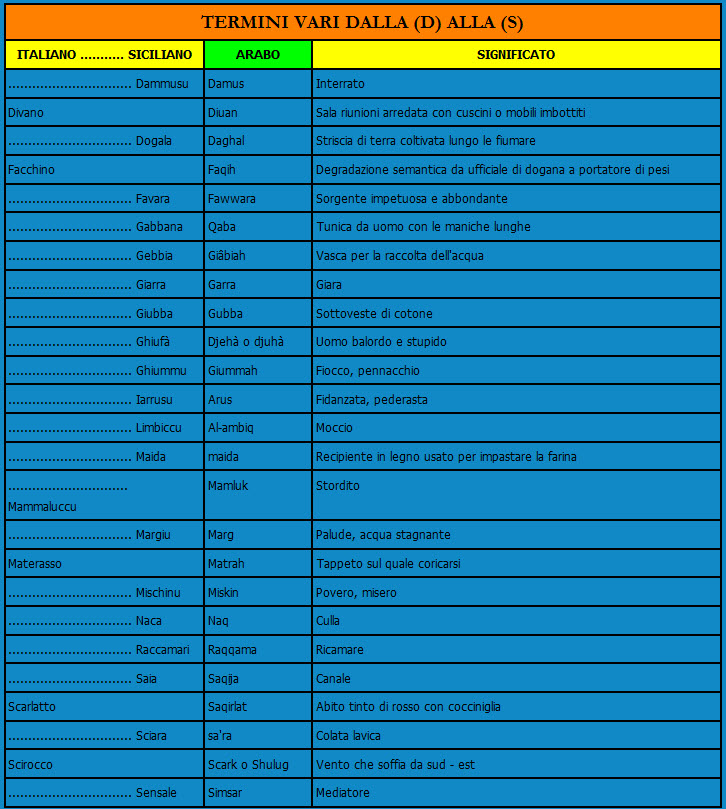 TERMINI VARI DALLA (D) ALLA (S)
ITALIANO ........... SICILIANO ARABO SIGNIFICATO
............................... Dammusu Damus Interrato
Divano Diuan Sala riunioni arredata con cuscini o mobili imbottiti
............................... Dogala Daghal Striscia di terra coltivata lungo le fiumare
Facchino Faqih Degradazione semantica da ufficiale di dogana a portatore di pesi
............................... Favara Fawwara Sorgente impetuosa e abbondante
............................... Gabbana Qaba Tunica da uomo con le maniche lunghe
............................... Gebbia Giâbiah Vasca per la raccolta dell'acqua
............................... Giarra Garra Giara
............................... Giubba Gubba Sottoveste di cotone
............................... Ghiufà Djehà o djuhà Uomo balordo e stupido
............................... Ghiummu Giummah Fiocco, pennacchio
............................... Iarrusu Arus Fidanzata, pederasta
............................... Limbiccu Al-ambiq Moccio
............................... Maida maida Recipiente in legno usato per impastare la farina
.............................. Mamluk Stordito
Mammaluccu
............................... Margiu Marg Palude, acqua stagnante
Materasso Matrah Tappeto sul quale coricarsi
............................... Mischinu Miskin Povero, misero
............................... Naca Naq Culla
............................... Raccamari Raqqama Ricamare
............................... Saia Saqija Canale
Scarlatto Saqirlat Abito tinto di rosso con cocciniglia
............................... Sciara sa'ra Colata lavica
Scirocco Scark o Shulug Vento che soffia da sud - est
............................... Sensale Simsar Mediatore